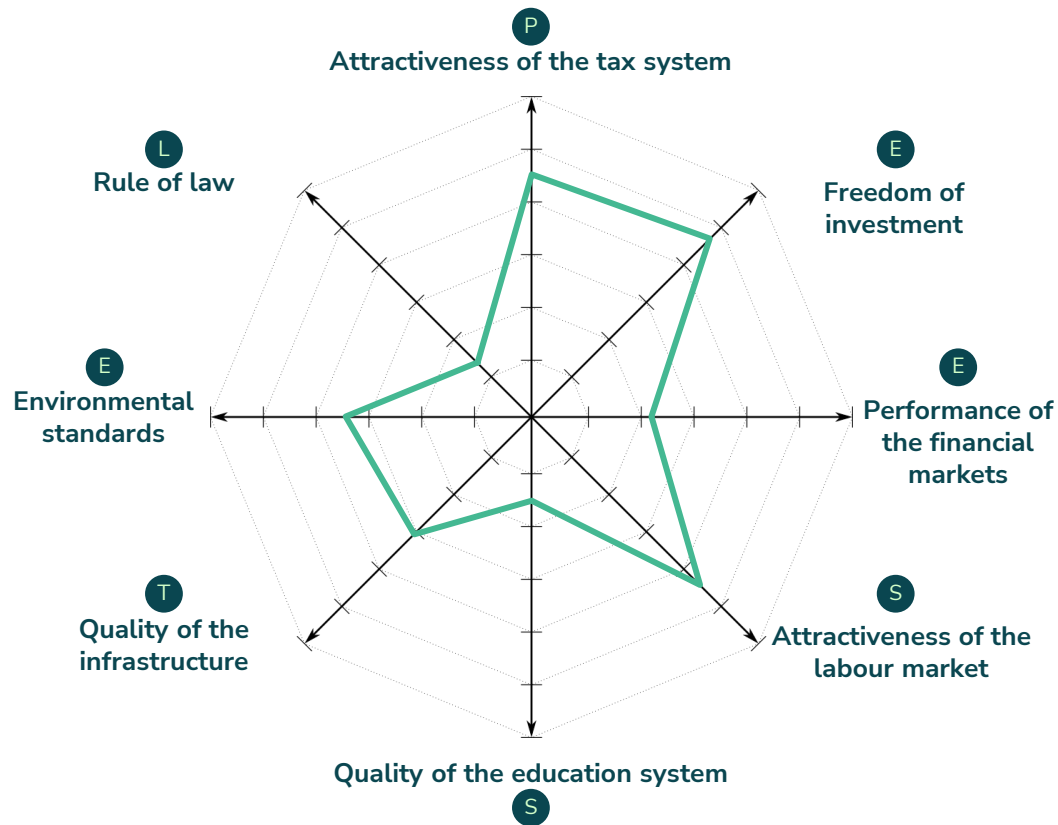 P
Attractiveness of the tax system
L
Rule of law
E
Freedom of
investment
E
Environmental
standards
E
Performance of
the financial
markets
T
Quality of the
infrastructure
S
Attractiveness of the
labour market
Quality of the education system
S